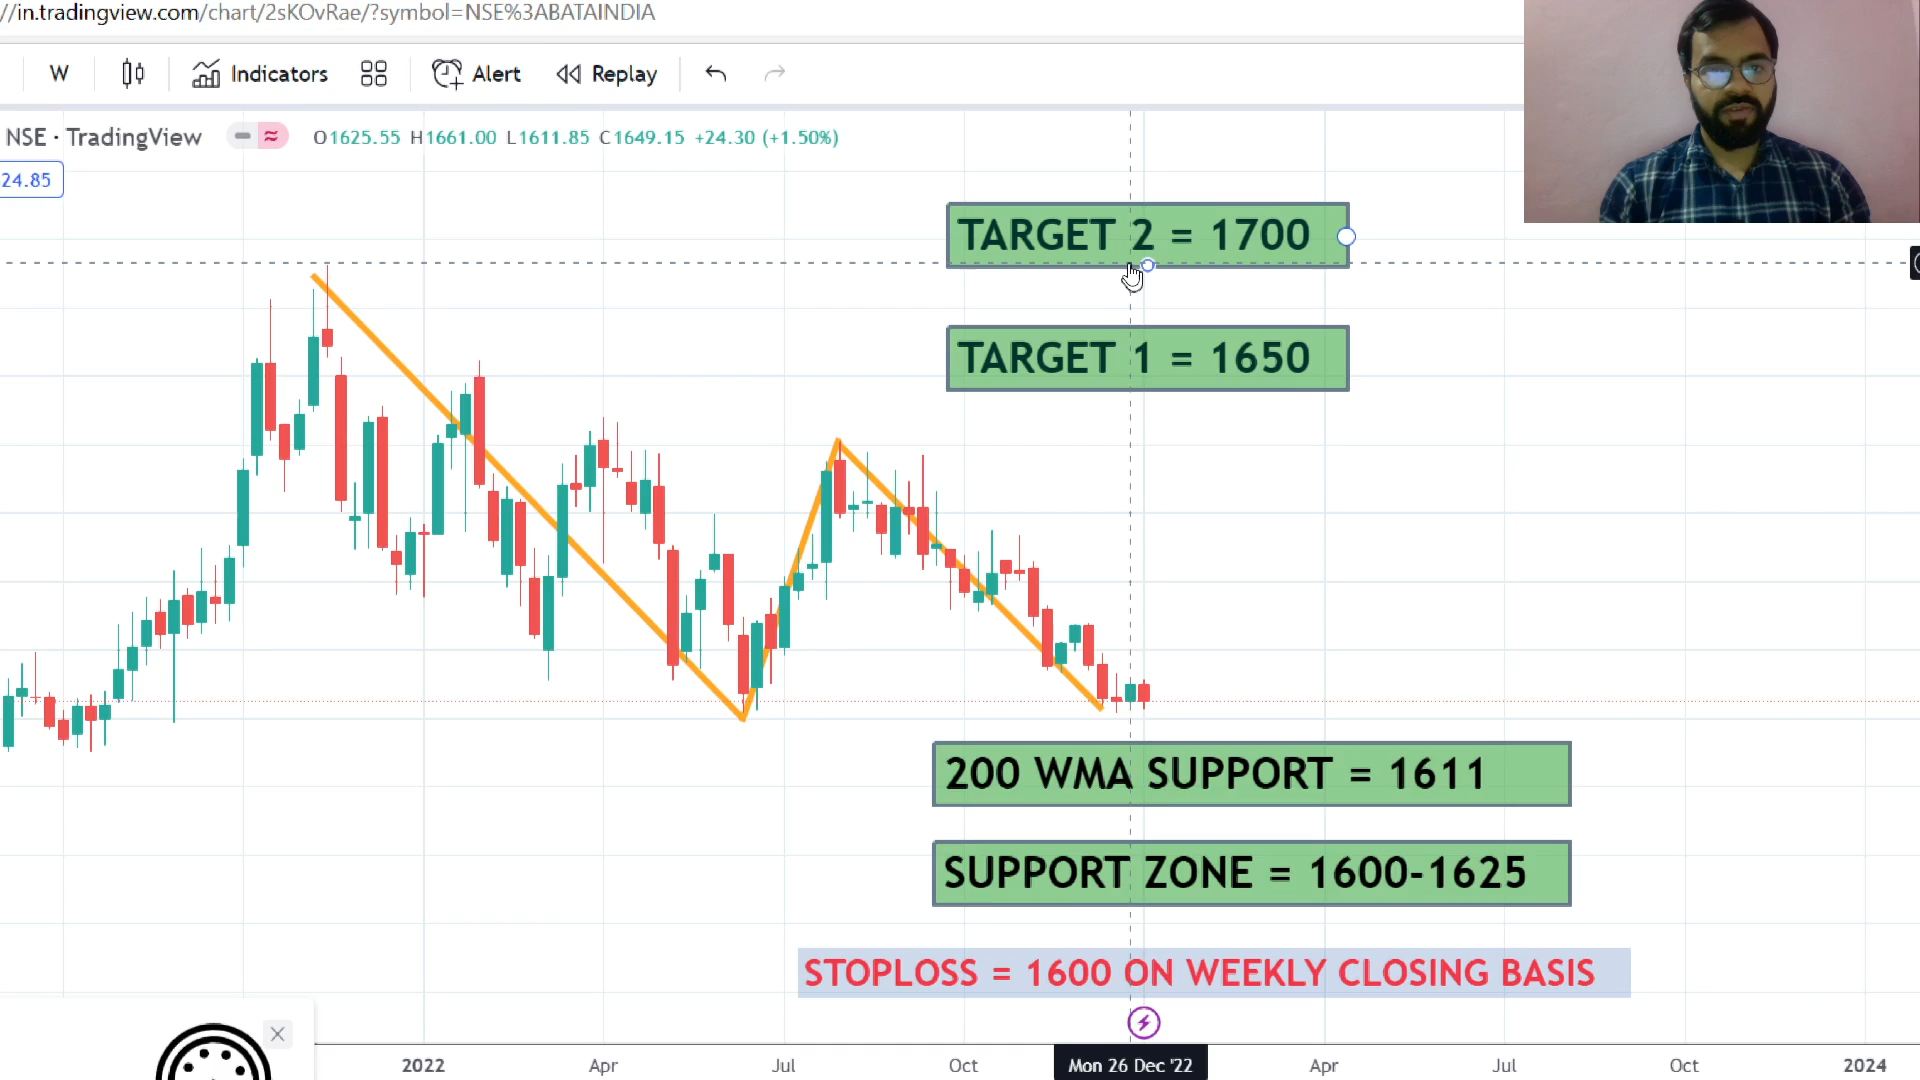 //in.tradingview.com/chart/2sKOvRae/?symbol=NSE%3ABATAINDIA
W Indicators Alert Replay
NSE · TradingView O1625.55 H1661.00 L1611.85 C1649.15 +24.30 (+1.50%)
24.85
TARGET 2 = 1700
TARGET 1 = 1650
200 WMA SUPPORT = 1611
SUPPORT ZONE = 1600-1625
STOPLOSS = 1600 ON WEEKLY CLOSING BASIS
2022 Apr Jul Oct Mon 26 Dec '22 Apr Jul Oct 2024